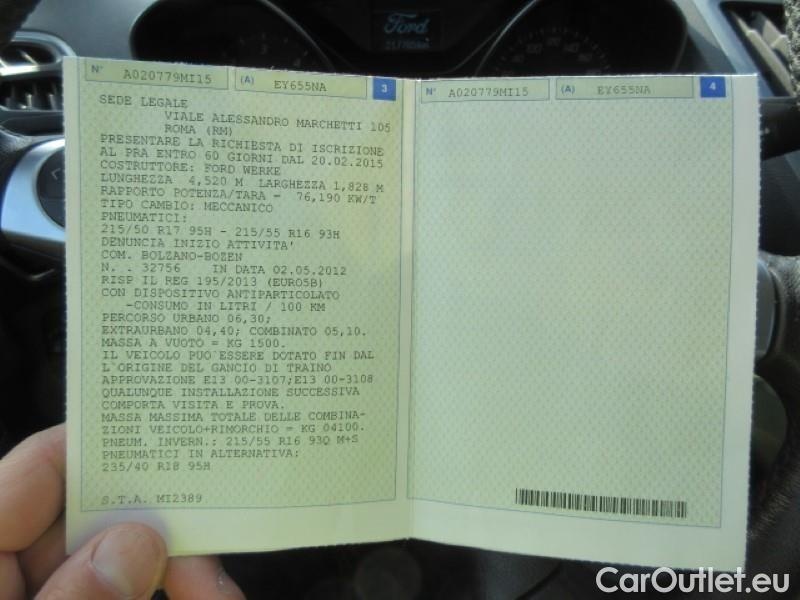 Ford
N° A020779MI15 (A) EY655NA 3
SEDE LEGALE
VIALE ALESSANDRO MARCHETTI 105
ROMA (RM)
PRESENTARE LA RICHIESTA DI ISCRIZIONE
AL PRA ENTRO 60 GIORNI DAL 20.02.2015
COSTRUTTORE: FORD WERKE
LUNGHEZZA 4,520 M LARGHEZZA 1,828 M
RAPPORTO POTENZA/TARA = 76,190 KW/T
TIPO CAMBIO: MECCANICO
PNEUMATICI:
215/50 R17 95H - 215/55 R16 93H
DENUNCIA INIZIO ATTIVITA'
COM. BOLZANO-BOZEN
N. . 32756 IN DATA 02.05.2012
RISP IL REG 195/2013 (EURO5B)
CON DISPOSITIVO ANTIPARTICOLATO
-CONSUMO IN LITRI / 100 KM
PERCORSO URBANO 06,30;
EXTRAURBANO 04,40; COMBINATO 05,10.
MASSA A VUOTO = KG 1500.
IL VEICOLO PUO`ESSERE DOTATO FIN DAL
L`ORIGINE DEL GANCIO DI TRAINO
APPROVAZIONE E13 00-3107;E13 00-3108
QUALUNQUE INSTALLAZIONE SUCCESSIVA
COMPORTA VISITA E PROVA.
MASSA MASSIMA TOTALE DELLE COMBINA-
ZIONI VEICOLO+RIMORCHIO = KG 04100.
PNEUM. INVERN.: 215/55 R16 93Q M+S
PNEUMATICI IN ALTERNATIVA:
235/40 R18 95H
S.T.A. MI2389
N° A020779MI15 (A) EY655NA 4
CarOutlet.eu